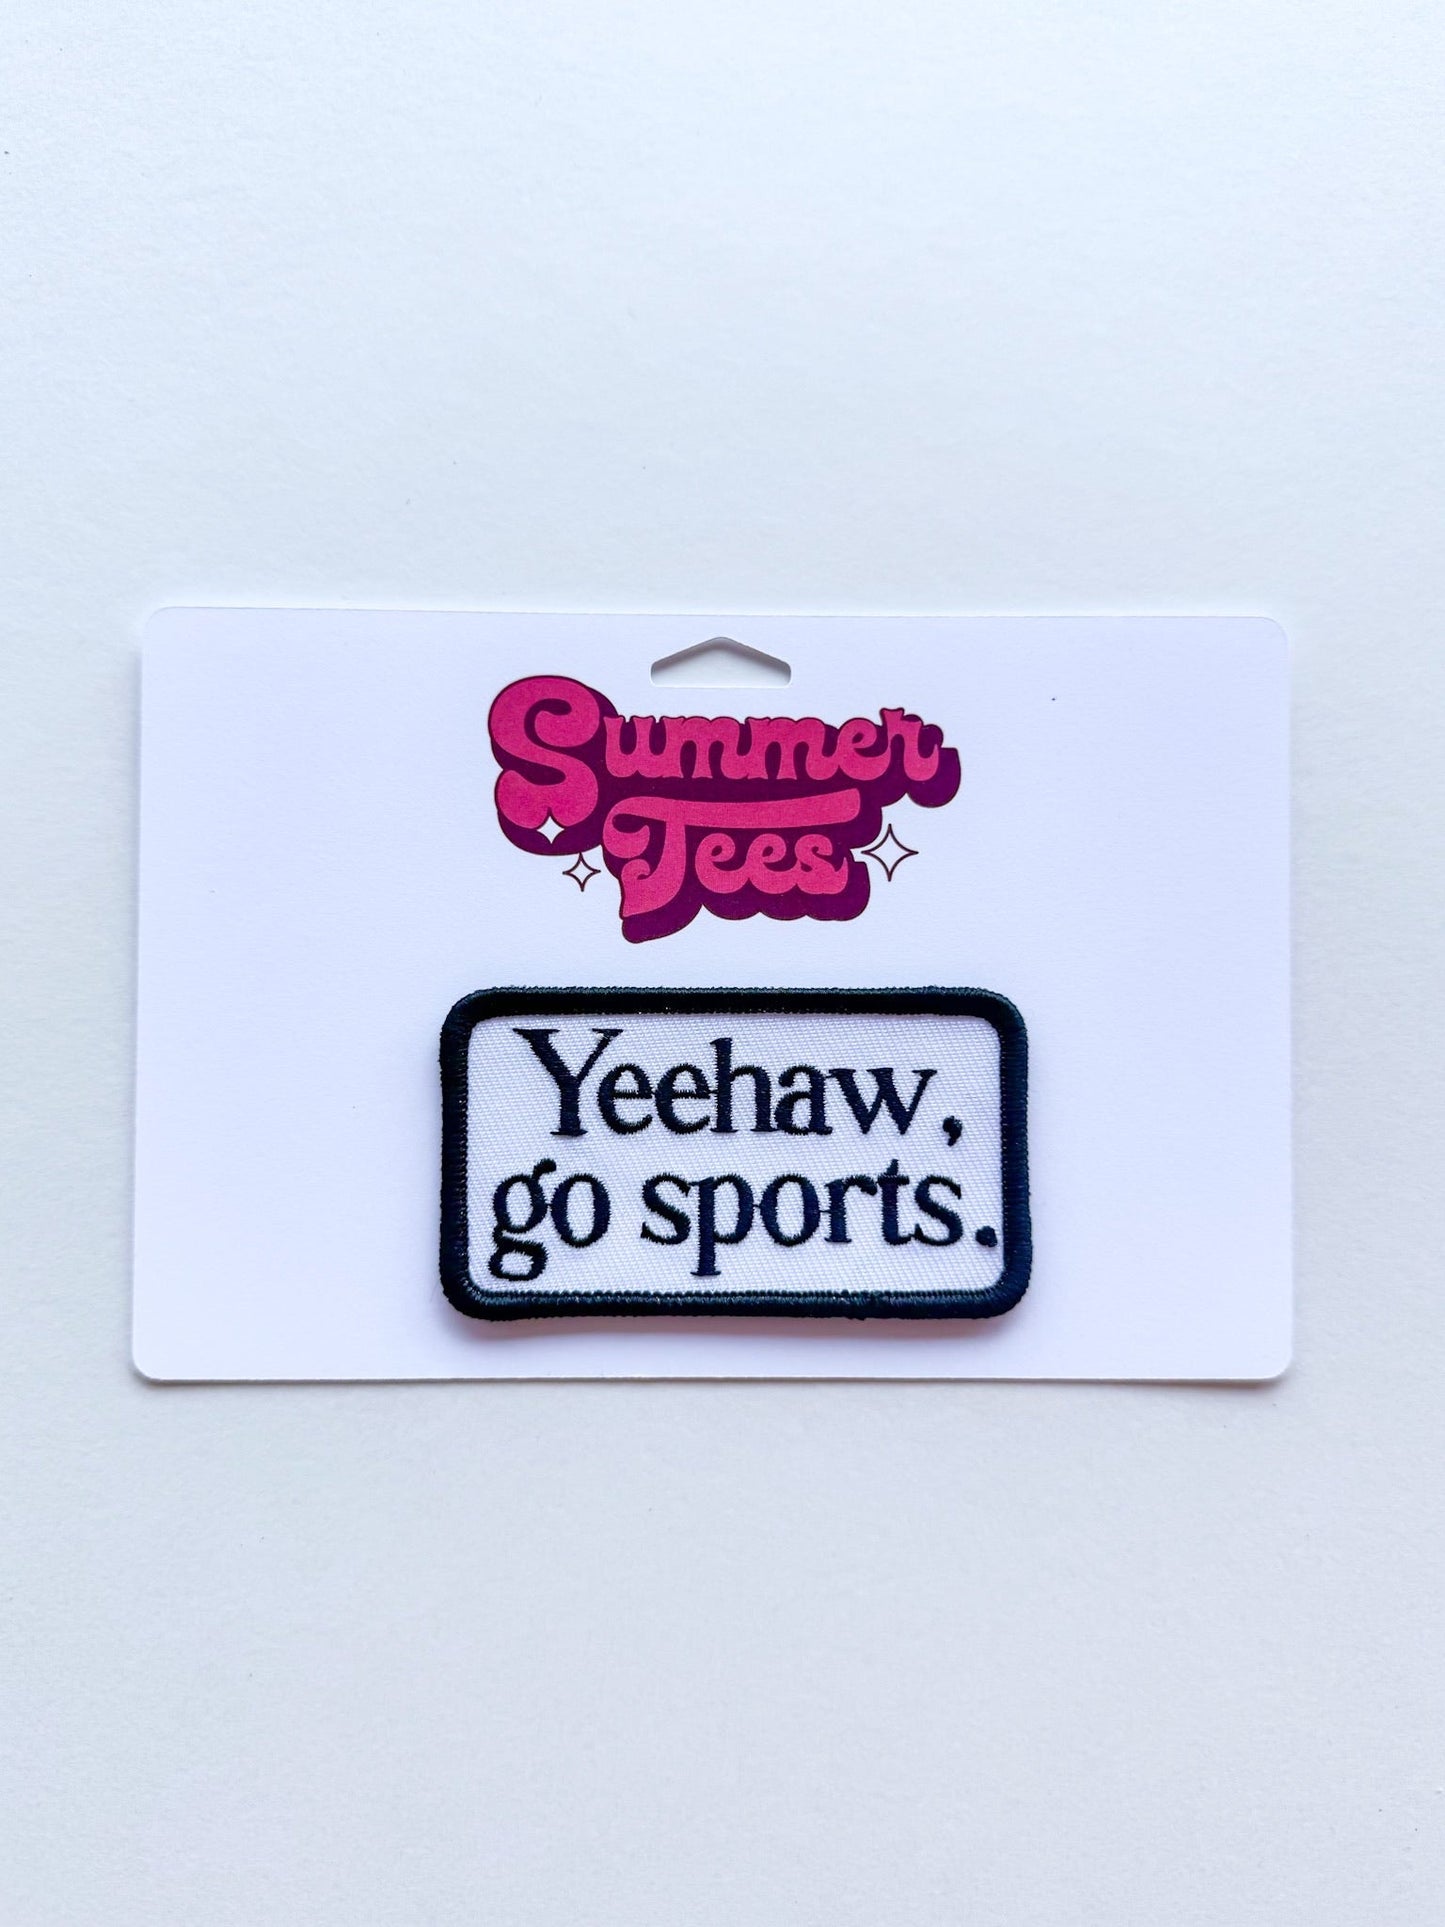 Summer
Tees
Yeehaw,
go sports.